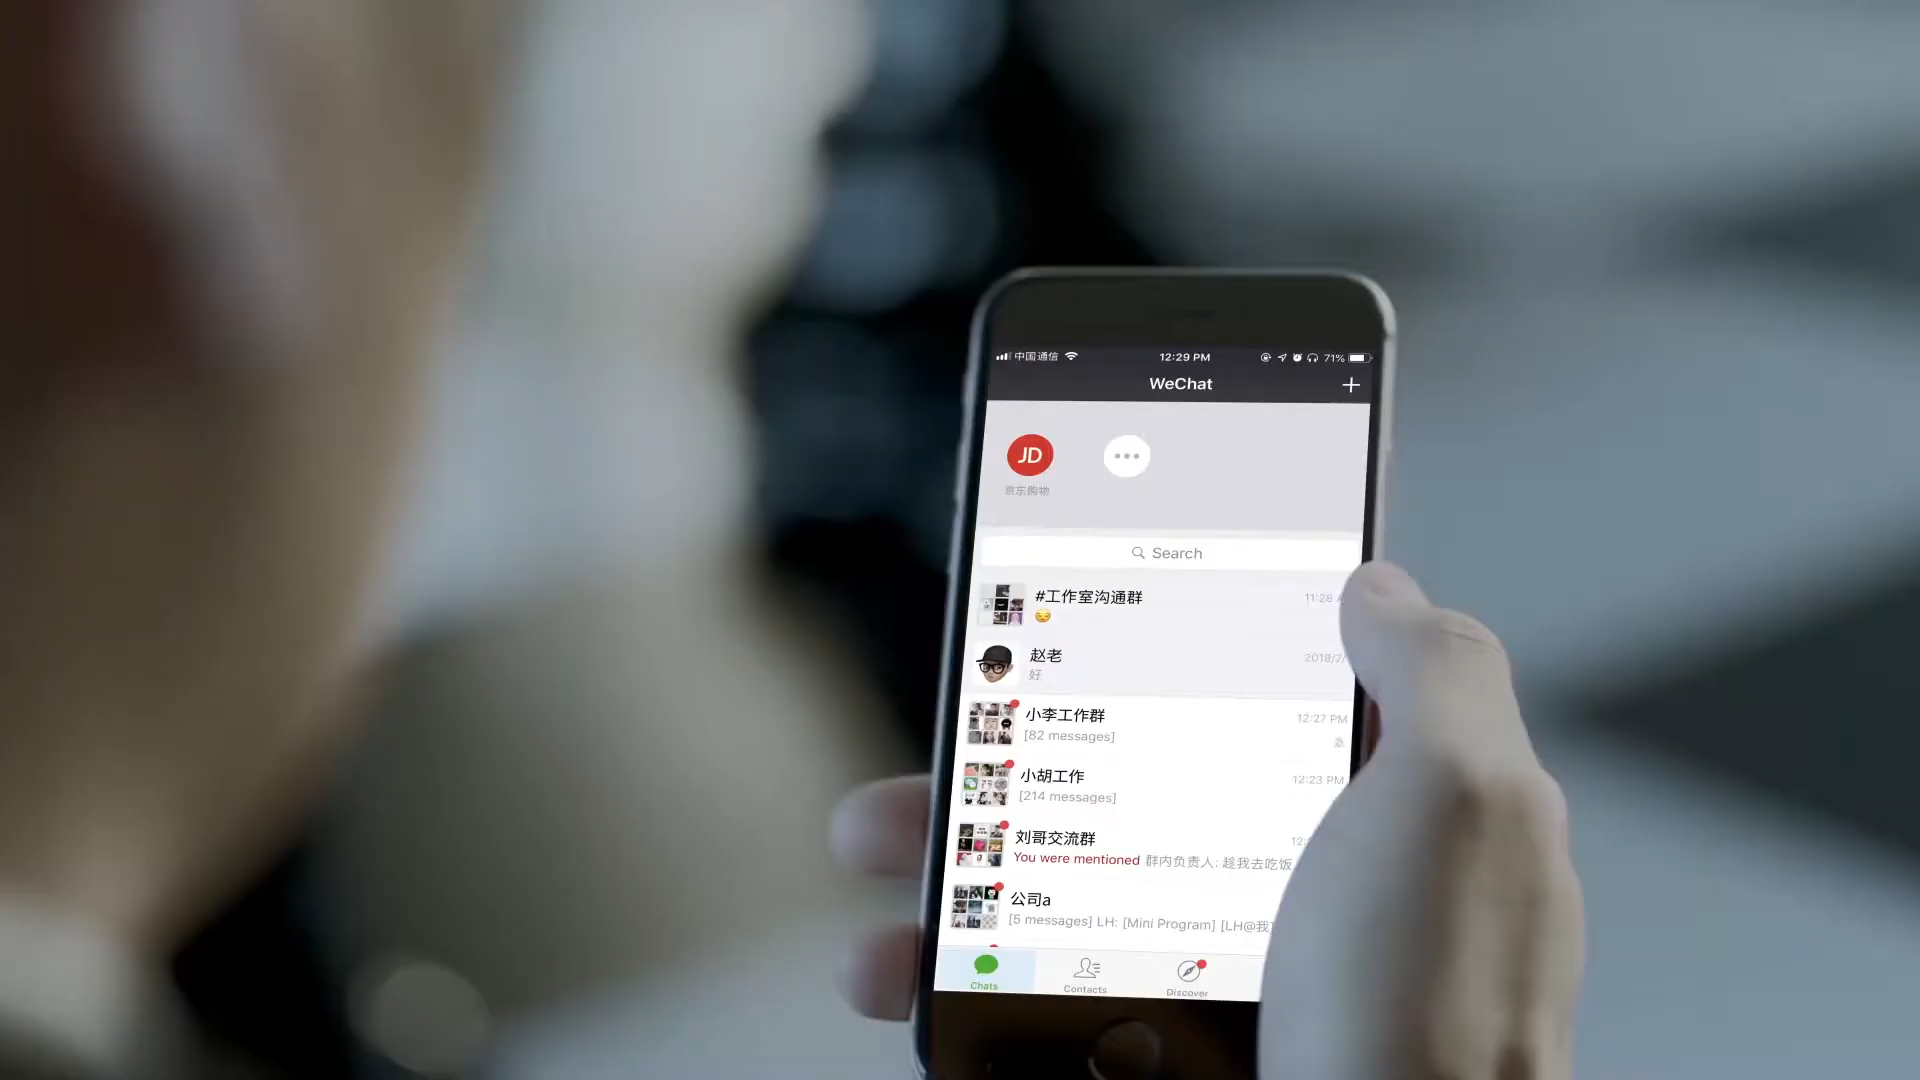 中国通信 12:29 PM 71%
WeChat
JD
京东购物
Search
#工作室沟通群 11:28
赵老 2018/7/
好
小李工作群 12:27 PM
[82 messages]
小胡工作 12:23 PM
[214 messages]
刘哥交流群 12:
You were mentioned 群内负责人: 趁我去吃饭
公司a
[5 messages] LH: [Mini Program] [LH@我]
Chats Contacts Discover